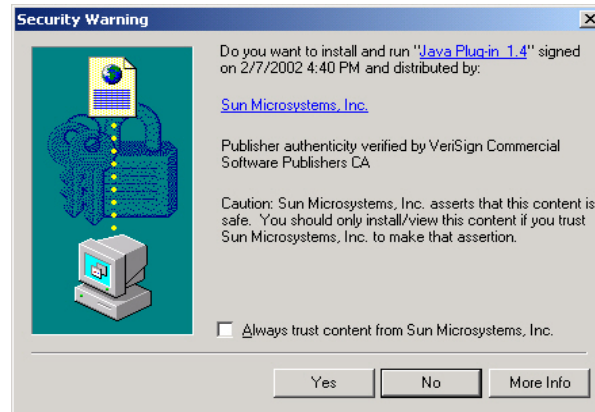 Security Warning
Do you want to install and run "Java Plug-in 1.4" signed
on 2/7/2002 4:40 PM and distributed by:
Sun Microsystems, Inc.
Publisher authenticity verified by VeriSign Commercial
Software Publishers CA
Caution: Sun Microsystems, Inc. asserts that this content is
safe. You should only install/view this content if you trust
Sun Microsystems, Inc. to make that assertion.
Always trust content from Sun Microsystems, Inc.
Yes No More Info